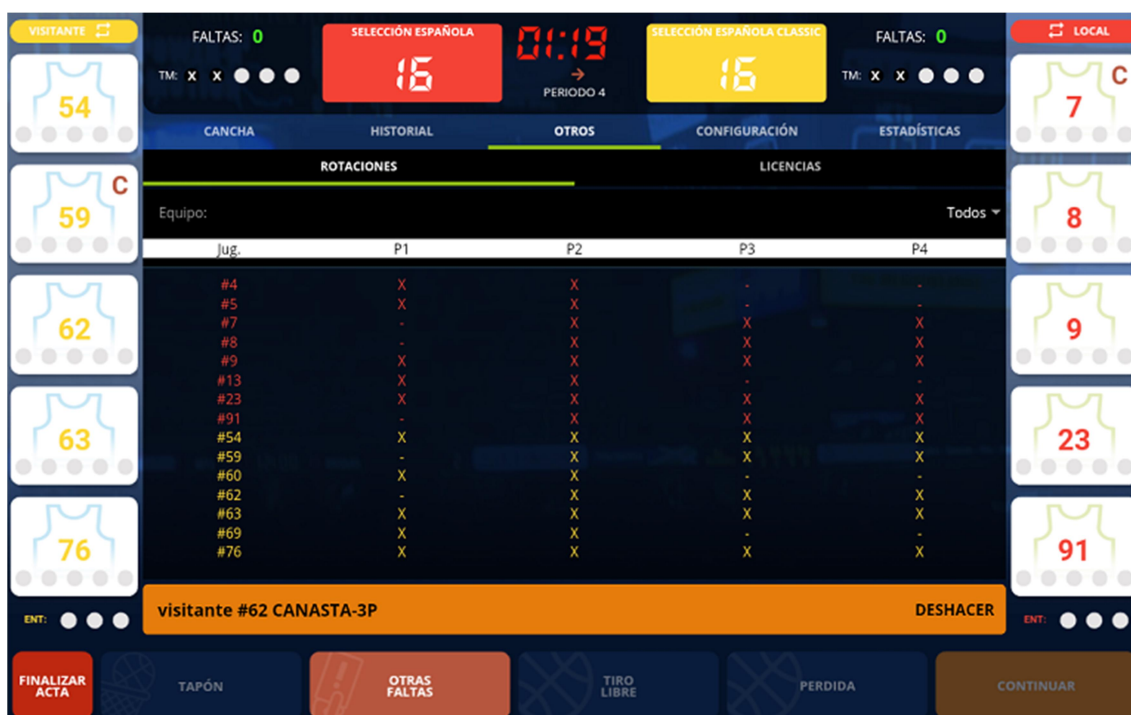 VISITANTE
FALTAS: 0
SELECCIÓN ESPAÑOLA
16
01:19
PERIODO 4
SELECCIÓN ESPAÑOLA CLASSIC
16
FALTAS: 0
LOCAL
TM: X X
TM: X X
CANCHA HISTORIAL OTROS CONFIGURACIÓN ESTADÍSTICAS
ROTACIONES LICENCIAS
Equipo: Todos
Jug. P1 P2 P3 P4
#4 X X - -
#5 X X - -
#7 - X X X
#8 - X X X
#9 X X X X
#13 X X - -
#23 X X X X
#91 - X X X
#54 X X X X
#59 - X X X
#60 X X - -
#62 - X X X
#63 X X X X
#69 X X - -
#76 X X X X
54
59 C
62
63
76
7 C
8
9
23
91
visitante #62 CANASTA-3P DESHACER
ENT:
ENT:
FINALIZAR
ACTA
TAPÓN
OTRAS
FALTAS
TIRO
LIBRE
PERDIDA
CONTINUAR